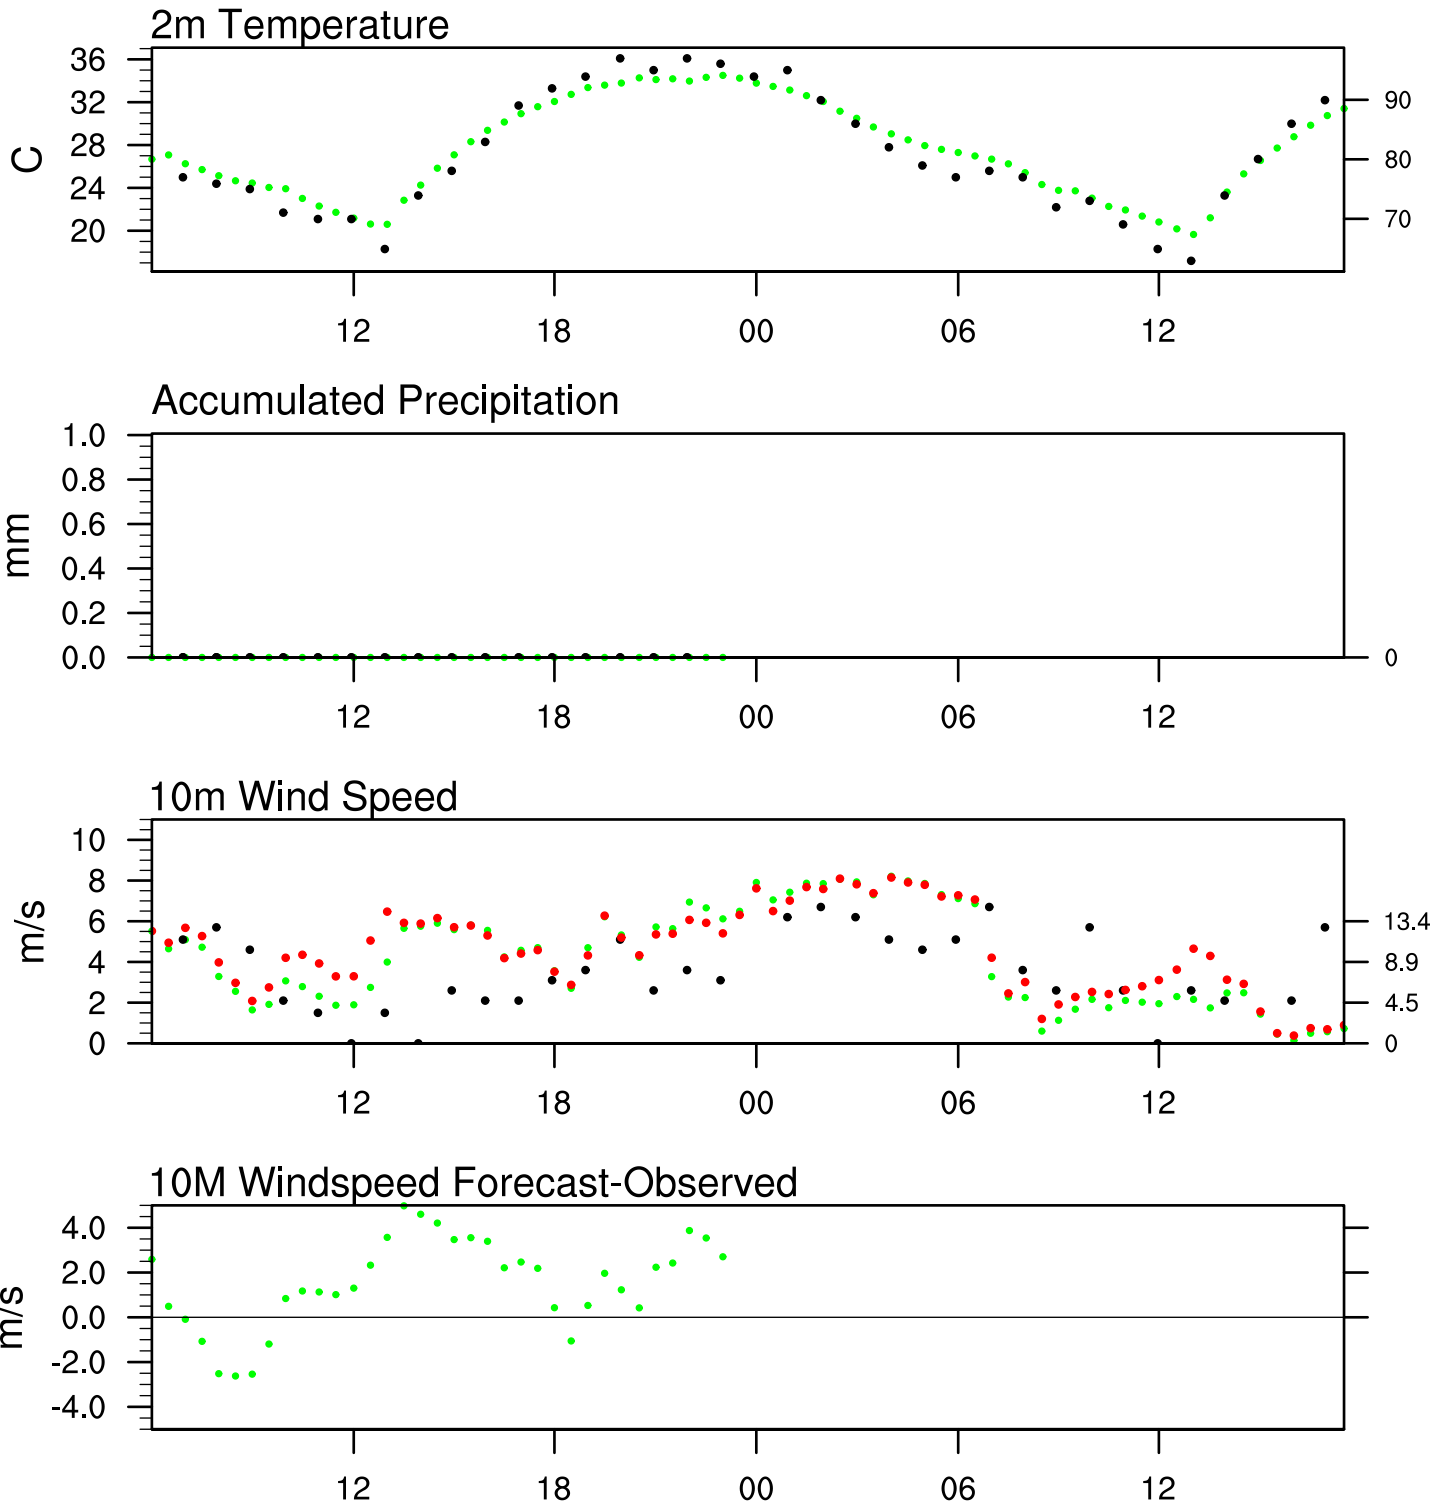 2m Temperature
36
32
28
24
20
C
90
80
70
12 18 00 06 12
Accumulated Precipitation
1.0
0.8
0.6
0.4
0.2
0.0
mm
0
12 18 00 06 12
10m Wind Speed
10
8
6
4
2
0
m/s
13.4
8.9
4.5
0
12 18 00 06 12
10M Windspeed Forecast-Observed
4.0
2.0
0.0
-2.0
-4.0
m/s
12 18 00 06 12